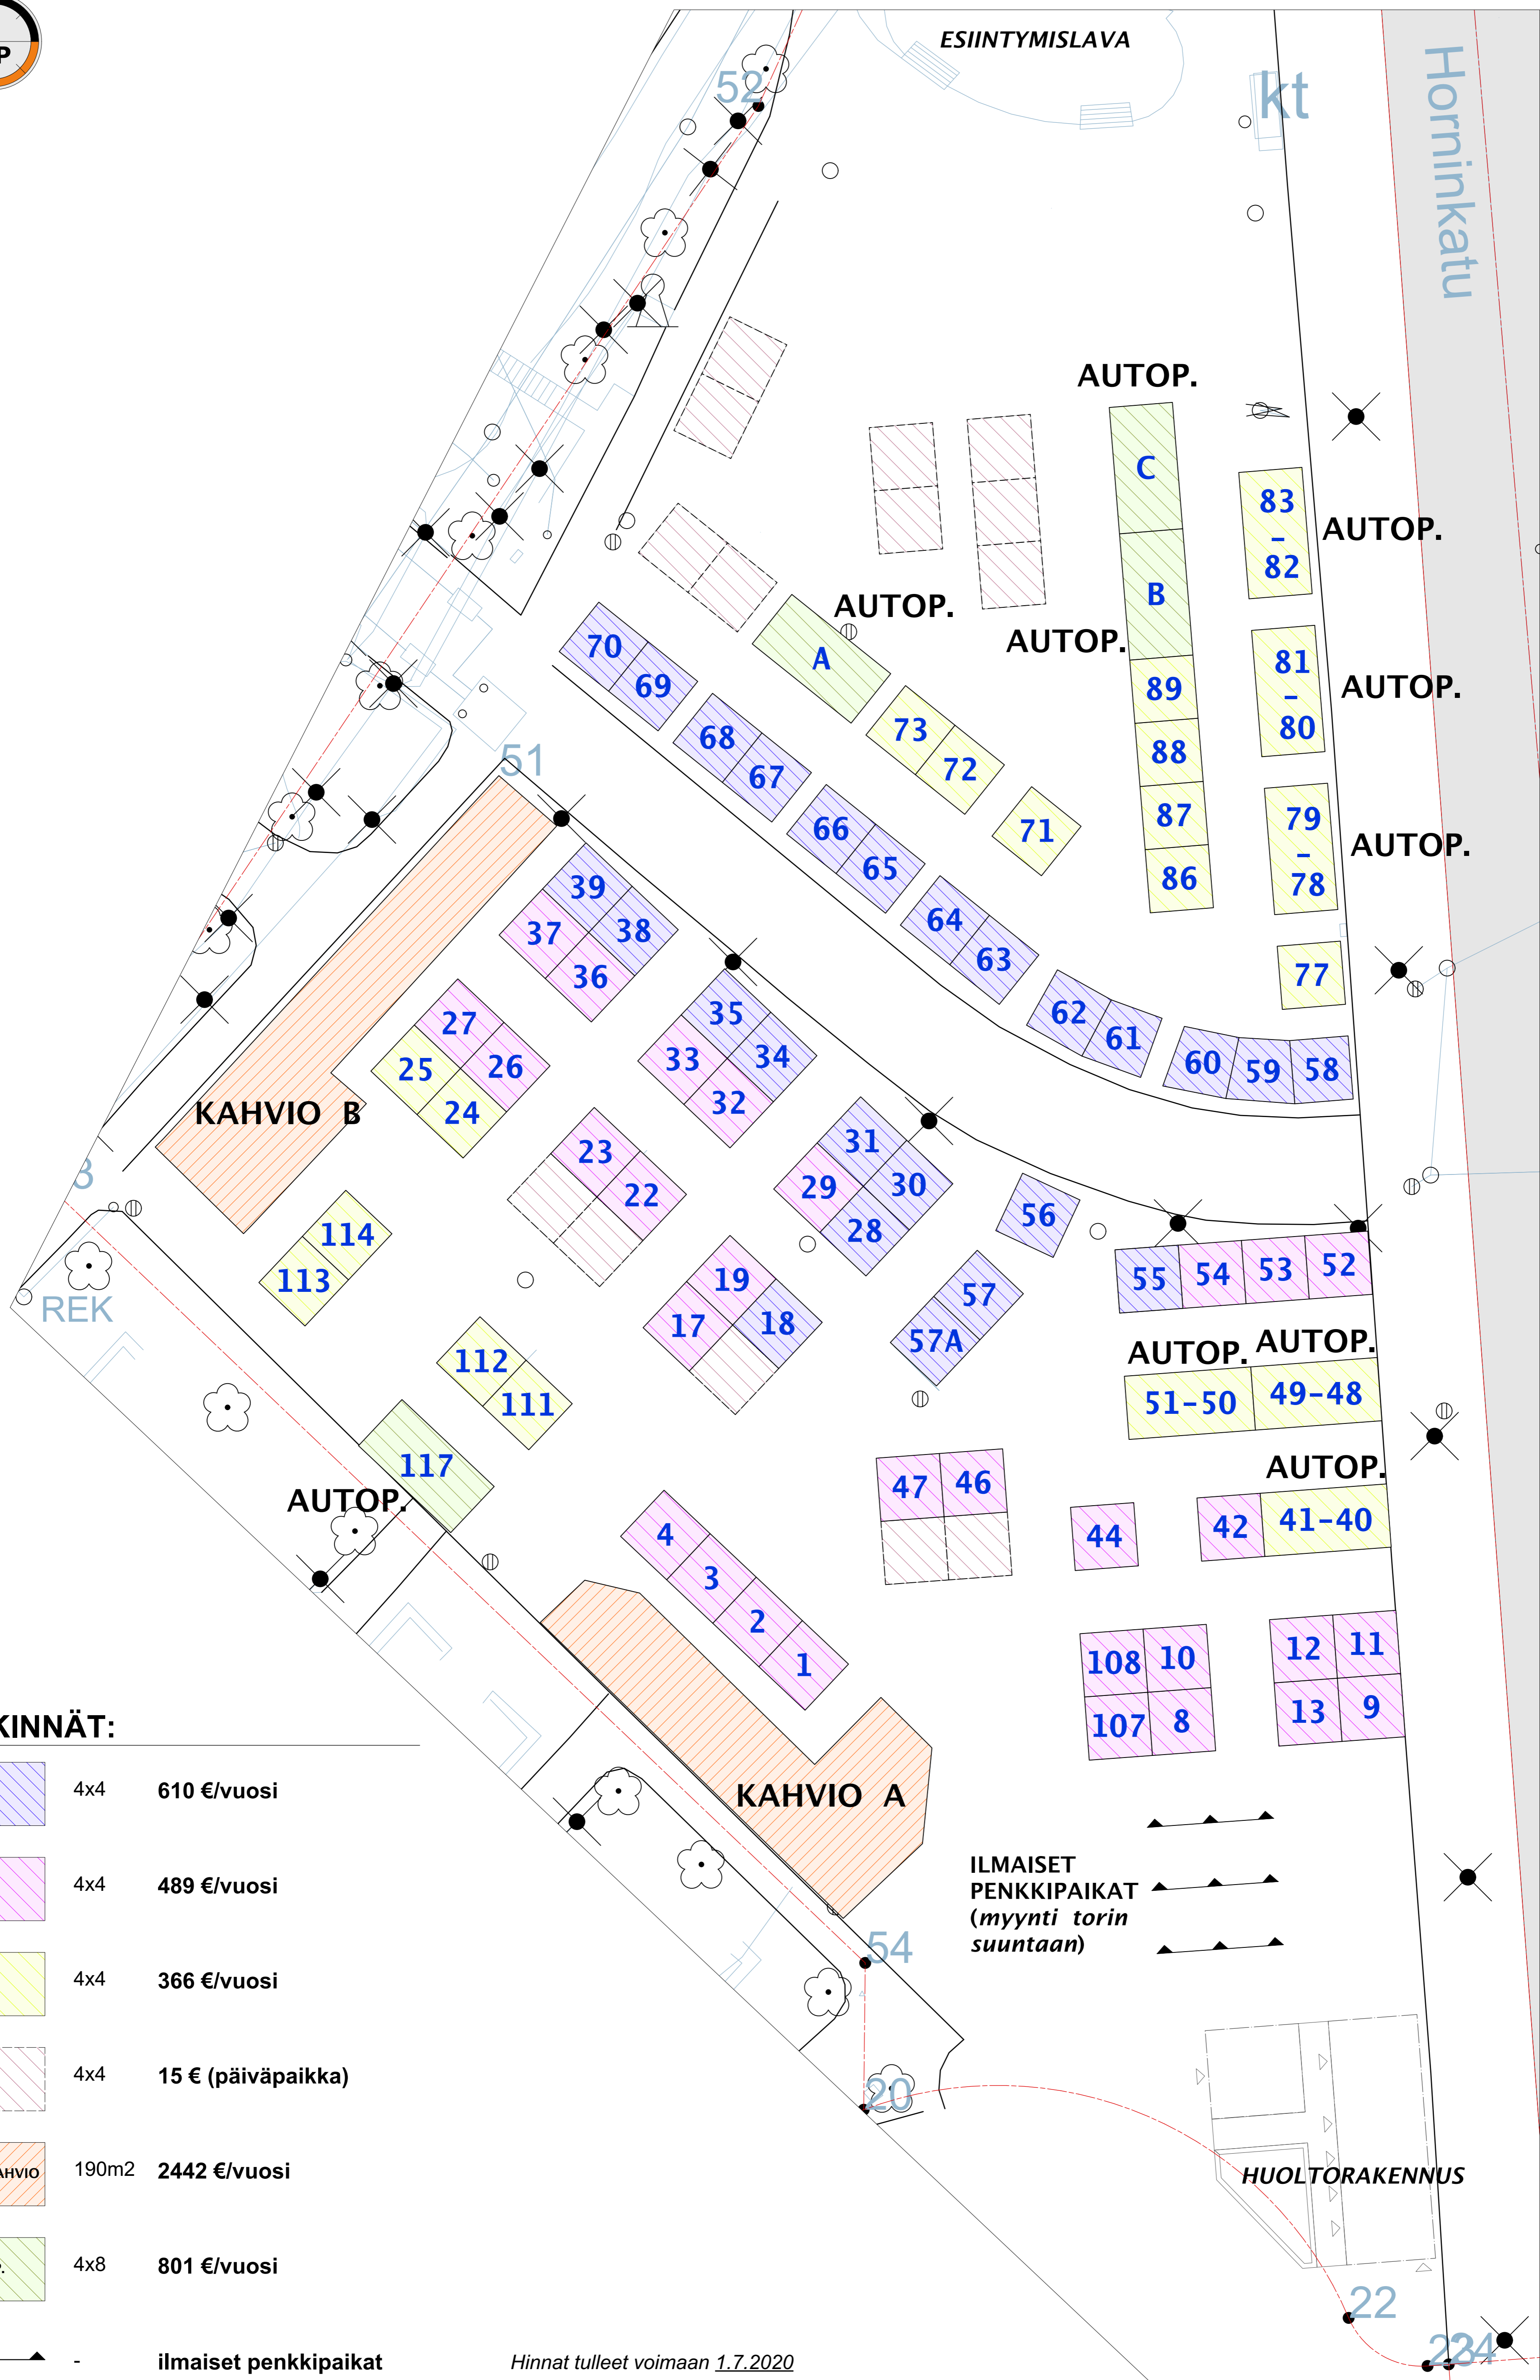 P
ESIINTYMISLAVA
52
kt
Horninkatu
AUTOP.
C
83
–
82
AUTOP.
B
AUTOP.
AUTOP.
70
69
A
81
–
80
AUTOP.
89
68
67
73
72
88
51
66
65
71
87
79
–
78
AUTOP.
86
39
38
37
36
64
63
77
27
26
25
24
35
34
33
32
62
61
60
59
58
KAHVIO B
3
REK
23
22
31
30
29
28
56
114
113
19
18
17
57
57A
55
54
53
52
AUTOP.
AUTOP.
51-50
49-48
112
111
117
AUTOP.
AUTOP.
47
46
44
42
41-40
4
3
2
1
108
10
107
8
12
11
13
9
KAHVIO A
ILMAISET
PENKKIPAIKAT
(myynti torin
suuntaan)
54
20
HUOLTORAKENNUS
22
23
24
KINNÄT:
4x4 610 €/vuosi
4x4 489 €/vuosi
4x4 366 €/vuosi
4x4 15 € (päiväpaikka)
AHVIO 190m2 2442 €/vuosi
P. 4x8 801 €/vuosi
- ilmaiset penkkipaikat
Hinnat tulleet voimaan 1.7.2020